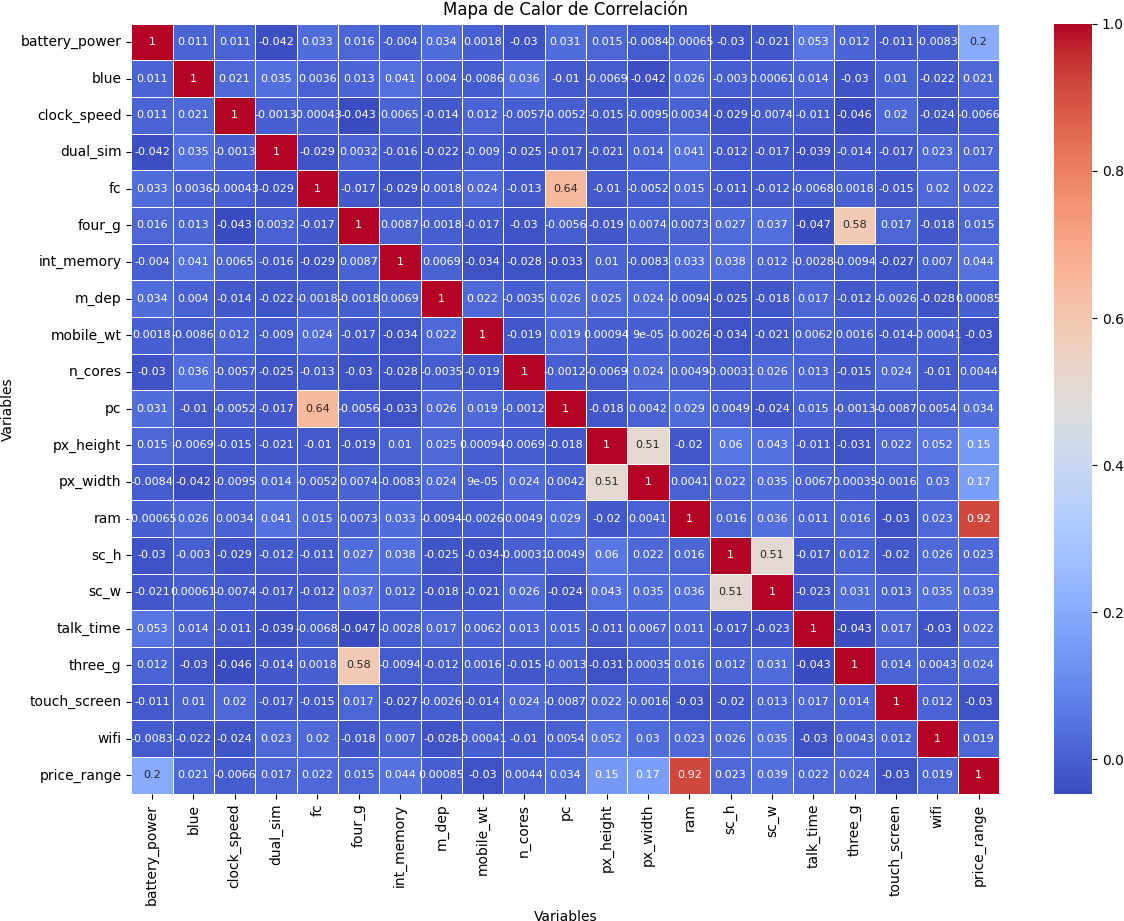 Mapa de Calor de Correlación
battery_power 1 0.011 0.011 -0.042 0.033 0.016 -0.004 0.034 0.0018 -0.03 0.031 0.015 -0.0084 0.00065 -0.03 -0.021 0.053 0.012 -0.011 -0.0083 0.2
blue 0.011 1 0.021 0.035 0.0036 0.013 0.041 0.004 -0.0086 0.036 -0.01 -0.0069 -0.042 0.026 -0.003 0.00061 0.014 -0.03 0.01 -0.022 0.021
clock_speed 0.011 0.021 1 -0.0013 -0.00043 -0.043 0.0065 -0.014 0.012 -0.0057 -0.0052 -0.015 -0.0095 0.0034 -0.029 -0.0074 -0.011 -0.046 0.02 -0.024 -0.0066
dual_sim -0.042 0.035 -0.0013 1 -0.029 0.0032 -0.016 -0.022 -0.009 -0.025 -0.017 -0.021 0.014 0.041 -0.012 -0.017 -0.039 -0.014 -0.017 0.023 0.017
fc 0.033 0.0036 -0.00043 -0.029 1 -0.017 -0.029 -0.0018 0.024 -0.013 0.64 -0.01 -0.0052 0.015 -0.011 -0.012 -0.0068 0.0018 -0.015 0.02 0.022
four_g 0.016 0.013 -0.043 0.0032 -0.017 1 0.0087 -0.0018 -0.017 -0.03 -0.0056 -0.019 0.0074 0.0073 0.027 0.037 -0.047 0.58 0.017 -0.018 0.015
int_memory -0.004 0.041 0.0065 -0.016 -0.029 0.0087 1 0.0069 -0.034 -0.028 -0.033 0.01 -0.0083 0.033 0.038 0.012 -0.0028 -0.0094 -0.027 0.007 0.044
m_dep 0.034 0.004 -0.014 -0.022 -0.0018 -0.0018 0.0069 1 0.022 -0.0035 0.026 0.025 0.024 -0.0094 -0.025 -0.018 0.017 -0.012 -0.0026 -0.028 0.00085
mobile_wt 0.0018 -0.0086 0.012 -0.009 0.024 -0.017 -0.034 0.022 1 -0.019 0.019 0.00094 9e-05 -0.0026 -0.034 -0.021 0.0062 0.0016 -0.014 -0.00041 -0.03
n_cores -0.03 0.036 -0.0057 -0.025 -0.013 -0.03 -0.028 -0.0035 -0.019 1 -0.0012 -0.0069 0.024 0.0049 -0.00031 0.026 0.013 -0.015 0.024 -0.01 0.0044
pc 0.031 -0.01 -0.0052 -0.017 0.64 -0.0056 -0.033 0.026 0.019 -0.0012 1 -0.018 0.0042 0.029 0.0049 -0.024 0.015 -0.0013 -0.0087 0.0054 0.034
px_height 0.015 -0.0069 -0.015 -0.021 -0.01 -0.019 0.01 0.025 0.00094 -0.0069 -0.018 1 0.51 -0.02 0.06 0.043 -0.011 -0.031 0.022 0.052 0.15
px_width -0.0084 -0.042 -0.0095 0.014 -0.0052 0.0074 -0.0083 0.024 9e-05 0.024 0.0042 0.51 1 0.0041 0.022 0.035 0.0067 0.00035 -0.0016 0.03 0.17
ram -0.00065 0.026 0.0034 0.041 0.015 0.0073 0.033 -0.0094 -0.0026 0.0049 0.029 -0.02 0.0041 1 0.016 0.036 0.011 0.016 -0.03 0.023 0.92
sc_h -0.03 -0.003 -0.029 -0.012 -0.011 0.027 0.038 -0.025 -0.034 -0.00031 0.0049 0.06 0.022 0.016 1 0.51 -0.017 0.012 -0.02 0.026 0.023
sc_w -0.021 0.00061 -0.0074 -0.017 -0.012 0.037 0.012 -0.018 -0.021 0.026 -0.024 0.043 0.035 0.036 0.51 1 -0.023 0.031 0.013 0.035 0.039
talk_time 0.053 0.014 -0.011 -0.039 -0.0068 -0.047 -0.0028 0.017 0.0062 0.013 0.015 -0.011 0.0067 0.011 -0.017 -0.023 1 -0.043 0.017 -0.03 0.022
three_g 0.012 -0.03 -0.046 -0.014 0.0018 0.58 -0.0094 -0.012 0.0016 -0.015 -0.0013 -0.031 0.00035 0.016 0.012 0.031 -0.043 1 0.014 0.0043 0.024
touch_screen -0.011 0.01 0.02 -0.017 -0.015 0.017 -0.027 -0.0026 -0.014 0.024 -0.0087 0.022 -0.0016 -0.03 -0.02 0.013 0.017 0.014 1 0.012 -0.03
wifi -0.0083 -0.022 -0.024 0.023 0.02 -0.018 0.007 -0.028 -0.00041 -0.01 0.0054 0.052 0.03 0.023 0.026 0.035 -0.03 0.0043 0.012 1 0.019
price_range 0.2 0.021 -0.0066 0.017 0.022 0.015 0.044 0.00085 -0.03 0.0044 0.034 0.15 0.17 0.92 0.023 0.039 0.022 0.024 -0.03 0.019 1
battery_power blue clock_speed dual_sim fc four_g int_memory m_dep mobile_wt n_cores pc px_height px_width ram sc_h sc_w talk_time three_g touch_screen wifi price_range
Variables
Variables
1.0
0.8
0.6
0.4
0.2
0.0